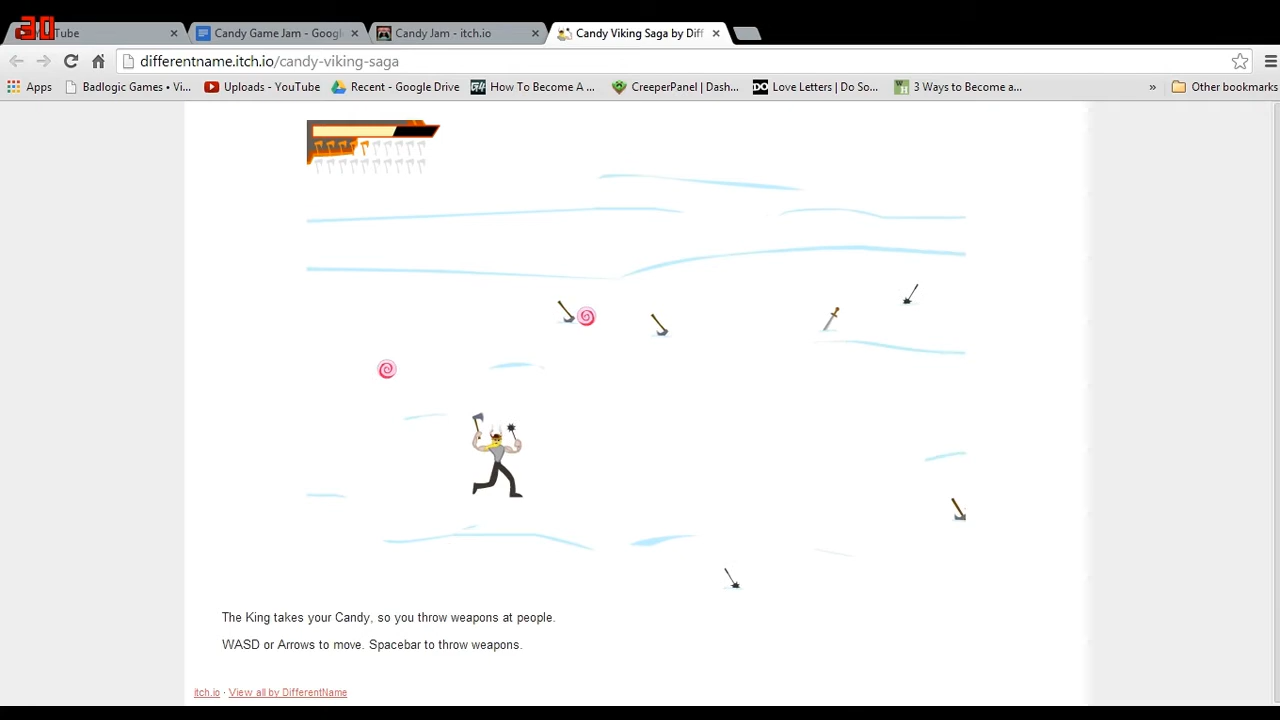 30
Tube
Candy Game Jam - Googl
Candy Jam - itch.io
Candy Viking Saga by Diff
differentname.itch.io/candy-viking-saga
Apps
Badlogic Games • Vi...
Uploads - YouTube
Recent - Google Drive
How To Become A ...
CreeperPanel | Dash...
Love Letters | Do So...
3 Ways to Become a...
»
Other bookmarks
The King takes your Candy, so you throw weapons at people.
WASD or Arrows to move. Spacebar to throw weapons.
itch.io · View all by DifferentName